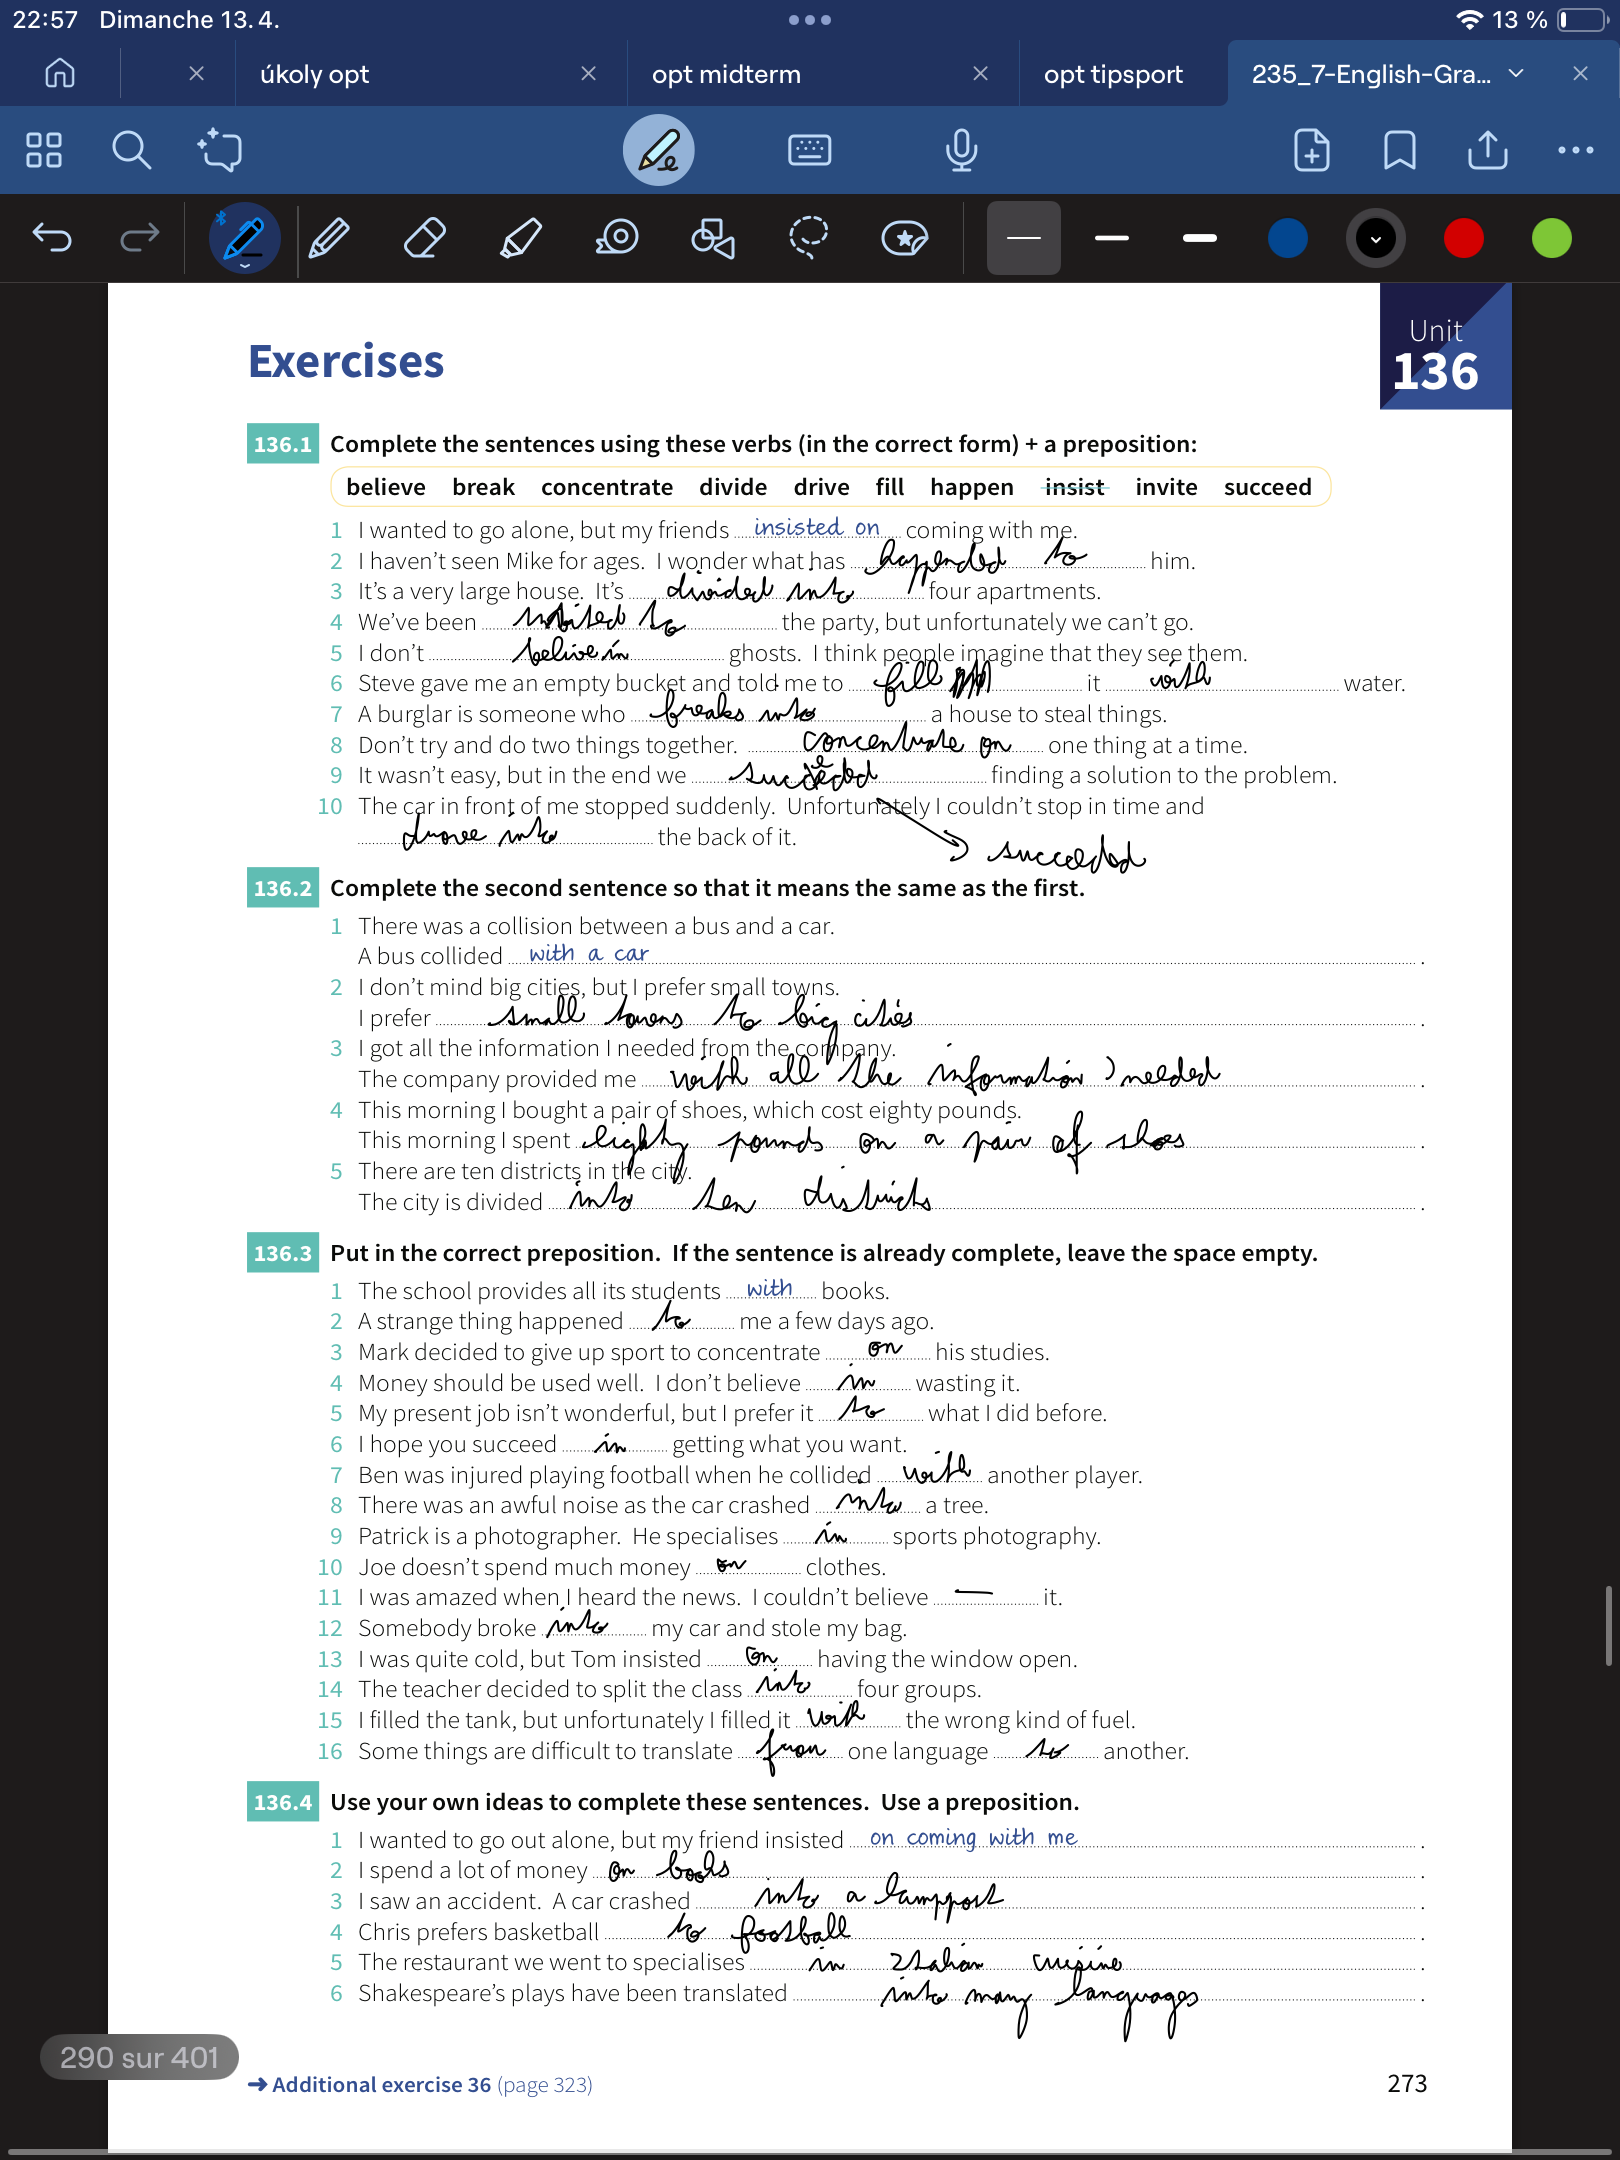 22:57 Dimanche 13.4.
13 %
úkoly opt
opt midterm
opt tipsport
235_7-English-Gra...
Unit
136
Exercises
136.1 Complete the sentences using these verbs (in the correct form) + a preposition:
believe break concentrate divide drive fill happen insist invite succeed
1 I wanted to go alone, but my friends insisted on coming with me.
2 I haven't seen Mike for ages. I wonder what has happended to him.
3 It's a very large house. It's divided into four apartments.
4 We've been invited to the party, but unfortunately we can't go.
5 I don't belive in ghosts. I think people imagine that they see them.
6 Steve gave me an empty bucket and told me to fill it with water.
7 A burglar is someone who breaks into a house to steal things.
8 Don't try and do two things together. concentrate on one thing at a time.
9 It wasn't easy, but in the end we succeded finding a solution to the problem.
10 The car in front of me stopped suddenly. Unfortunately I couldn't stop in time and
drove into the back of it.
succeeded
136.2 Complete the second sentence so that it means the same as the first.
1 There was a collision between a bus and a car.
A bus collided with a car.
2 I don't mind big cities, but I prefer small towns.
I prefer small towns to big cities.
3 I got all the information I needed from the company.
The company provided me with all the information I needed.
4 This morning I bought a pair of shoes, which cost eighty pounds.
This morning I spent eighy pounds on a pair of shoes.
5 There are ten districts in the city.
The city is divided into ten districts.
136.3 Put in the correct preposition. If the sentence is already complete, leave the space empty.
1 The school provides all its students with books.
2 A strange thing happened to me a few days ago.
3 Mark decided to give up sport to concentrate on his studies.
4 Money should be used well. I don't believe in wasting it.
5 My present job isn't wonderful, but I prefer it to what I did before.
6 I hope you succeed in getting what you want.
7 Ben was injured playing football when he collided with another player.
8 There was an awful noise as the car crashed into a tree.
9 Patrick is a photographer. He specialises in sports photography.
10 Joe doesn't spend much money on clothes.
11 I was amazed when I heard the news. I couldn't believe — it.
12 Somebody broke into my car and stole my bag.
13 I was quite cold, but Tom insisted on having the window open.
14 The teacher decided to split the class into four groups.
15 I filled the tank, but unfortunately I filled it with the wrong kind of fuel.
16 Some things are difficult to translate from one language to another.
136.4 Use your own ideas to complete these sentences. Use a preposition.
1 I wanted to go out alone, but my friend insisted on coming with me.
2 I spend a lot of money on books.
3 I saw an accident. A car crashed into a lamppost.
4 Chris prefers basketball to football.
5 The restaurant we went to specialises in Italian cuisine.
6 Shakespeare's plays have been translated into many languages.
290 sur 401
➜ Additional exercise 36 (page 323)
273